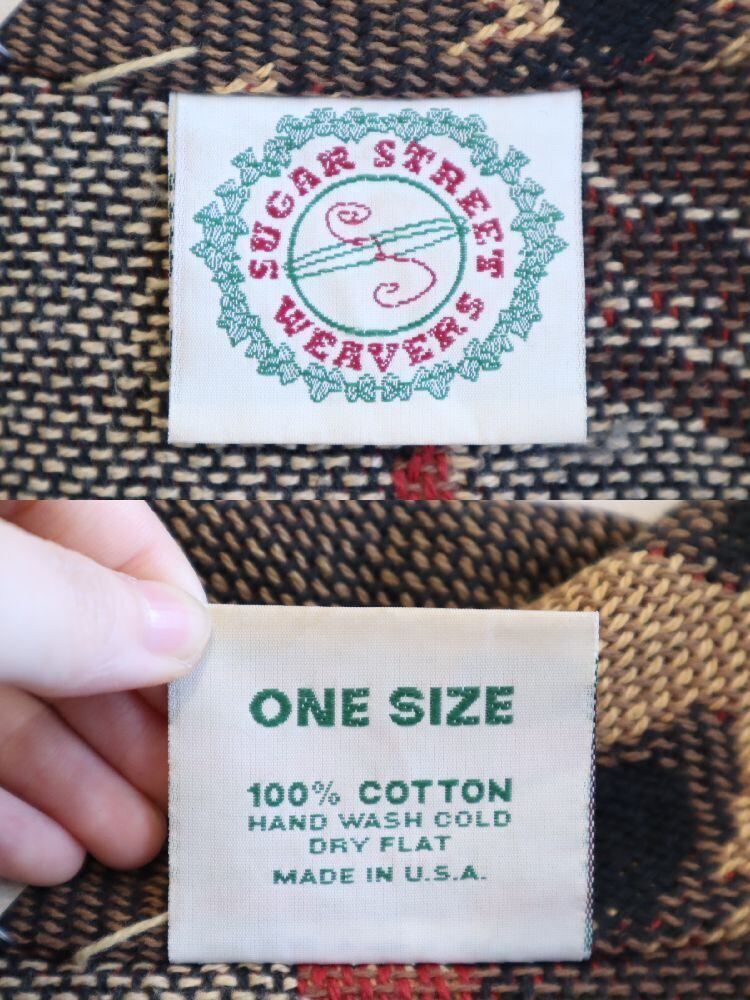 SUGAR STREET
WEAVERS
ONE SIZE
100% COTTON
HAND WASH COLD
DRY FLAT
MADE IN U.S.A.